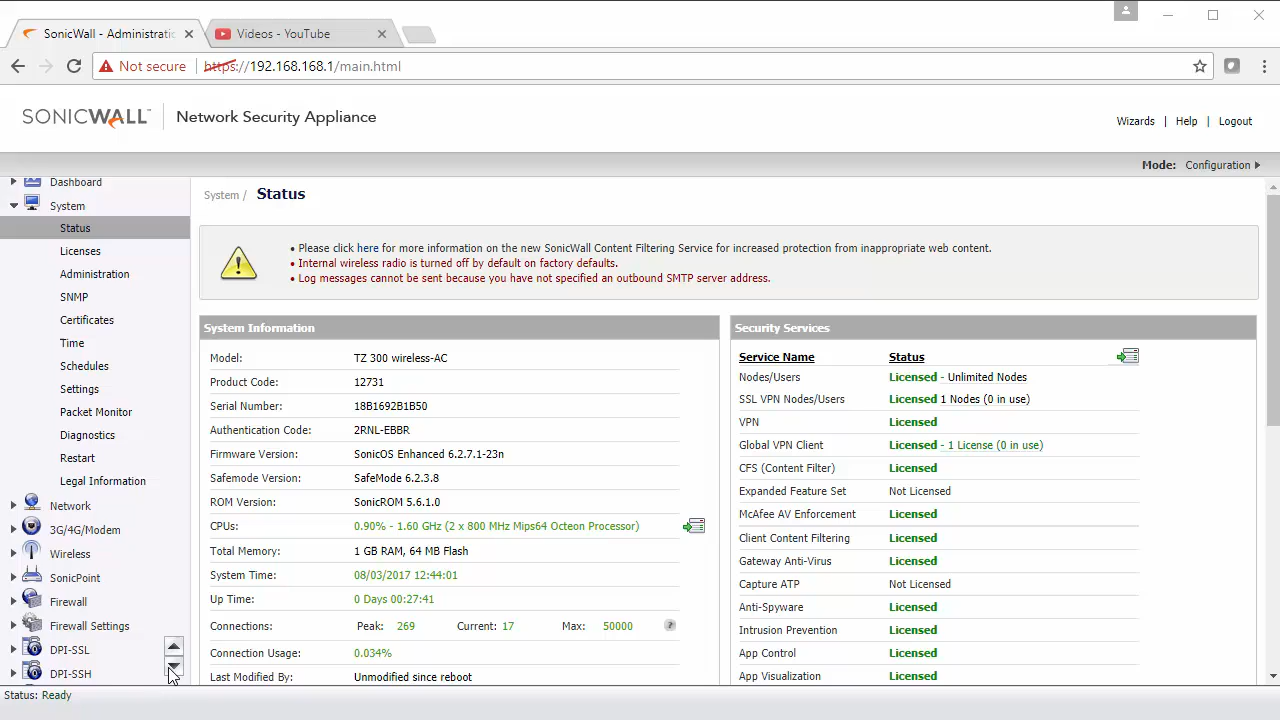 SonicWall - Administratic
Videos - YouTube
Not secure
https://192.168.168.1/main.html
SONICWALL
Network Security Appliance
Wizards | Help | Logout
Mode: Configuration
Dashboard
System
Status
Licenses
Administration
SNMP
Certificates
Time
Schedules
Settings
Packet Monitor
Diagnostics
Restart
Legal Information
Network
3G/4G/Modem
Wireless
SonicPoint
Firewall
Firewall Settings
DPI-SSL
DPI-SSH
Status: Ready
System / Status
• Please click here for more information on the new SonicWall Content Filtering Service for increased protection from inappropriate web content.
• Internal wireless radio is turned off by default on factory defaults.
• Log messages cannot be sent because you have not specified an outbound SMTP server address.
System Information
Model: TZ 300 wireless-AC
Product Code: 12731
Serial Number: 18B1692B1B50
Authentication Code: 2RNL-EBBR
Firmware Version: SonicOS Enhanced 6.2.7.1-23n
Safemode Version: SafeMode 6.2.3.8
ROM Version: SonicROM 5.6.1.0
CPUs: 0.90% - 1.60 GHz (2 x 800 MHz Mips64 Octeon Processor)
Total Memory: 1 GB RAM, 64 MB Flash
System Time: 08/03/2017 12:44:01
Up Time: 0 Days 00:27:41
Connections: Peak: 269 Current: 17 Max: 50000
Connection Usage: 0.034%
Last Modified By: Unmodified since reboot
Security Services
Service Name Status
Nodes/Users Licensed - Unlimited Nodes
SSL VPN Nodes/Users Licensed 1 Nodes (0 in use)
VPN Licensed
Global VPN Client Licensed - 1 License (0 in use)
CFS (Content Filter) Licensed
Expanded Feature Set Not Licensed
McAfee AV Enforcement Licensed
Client Content Filtering Licensed
Gateway Anti-Virus Licensed
Capture ATP Not Licensed
Anti-Spyware Licensed
Intrusion Prevention Licensed
App Control Licensed
App Visualization Licensed